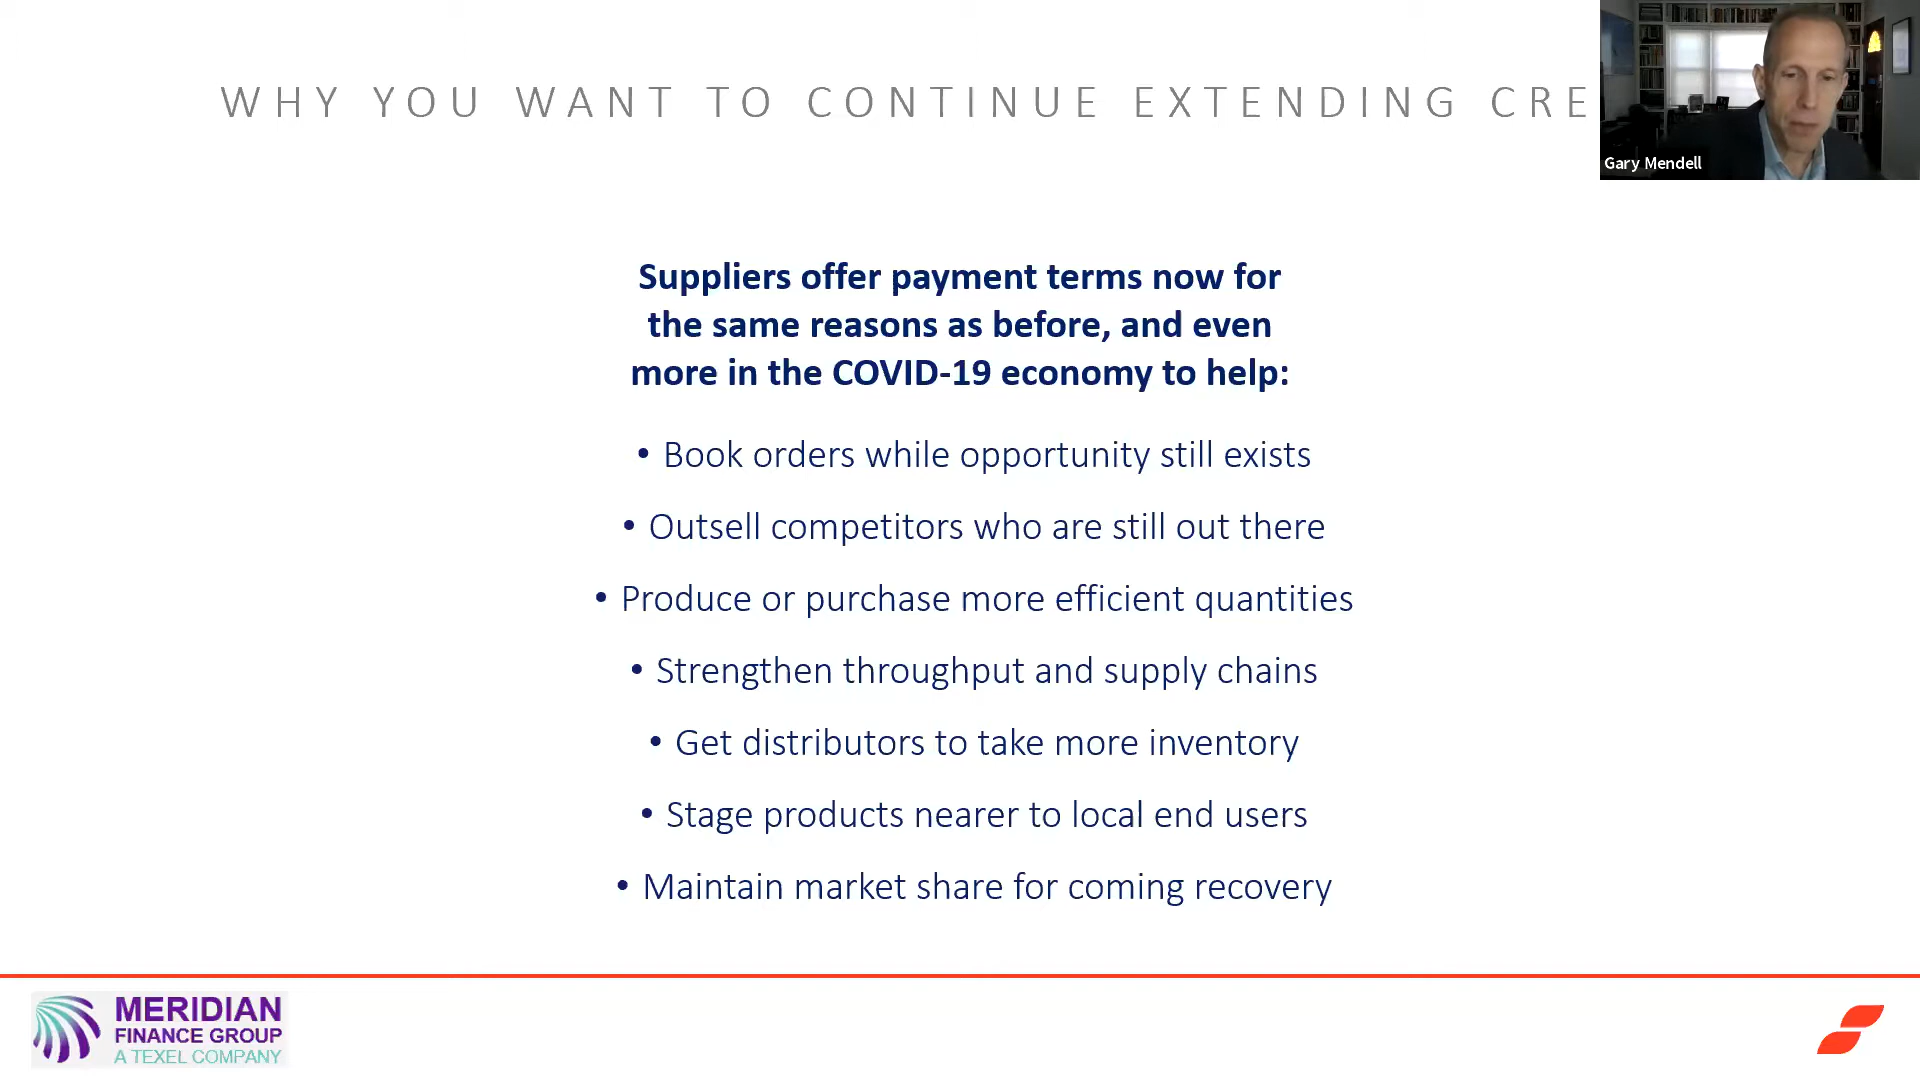 WHY YOU WANT TO CONTINUE EXTENDING CRE
Gary Mendell
Suppliers offer payment terms now for
the same reasons as before, and even
more in the COVID-19 economy to help:
• Book orders while opportunity still exists
• Outsell competitors who are still out there
• Produce or purchase more efficient quantities
• Strengthen throughput and supply chains
• Get distributors to take more inventory
• Stage products nearer to local end users
• Maintain market share for coming recovery
MERIDIAN
FINANCE GROUP
A TEXEL COMPANY